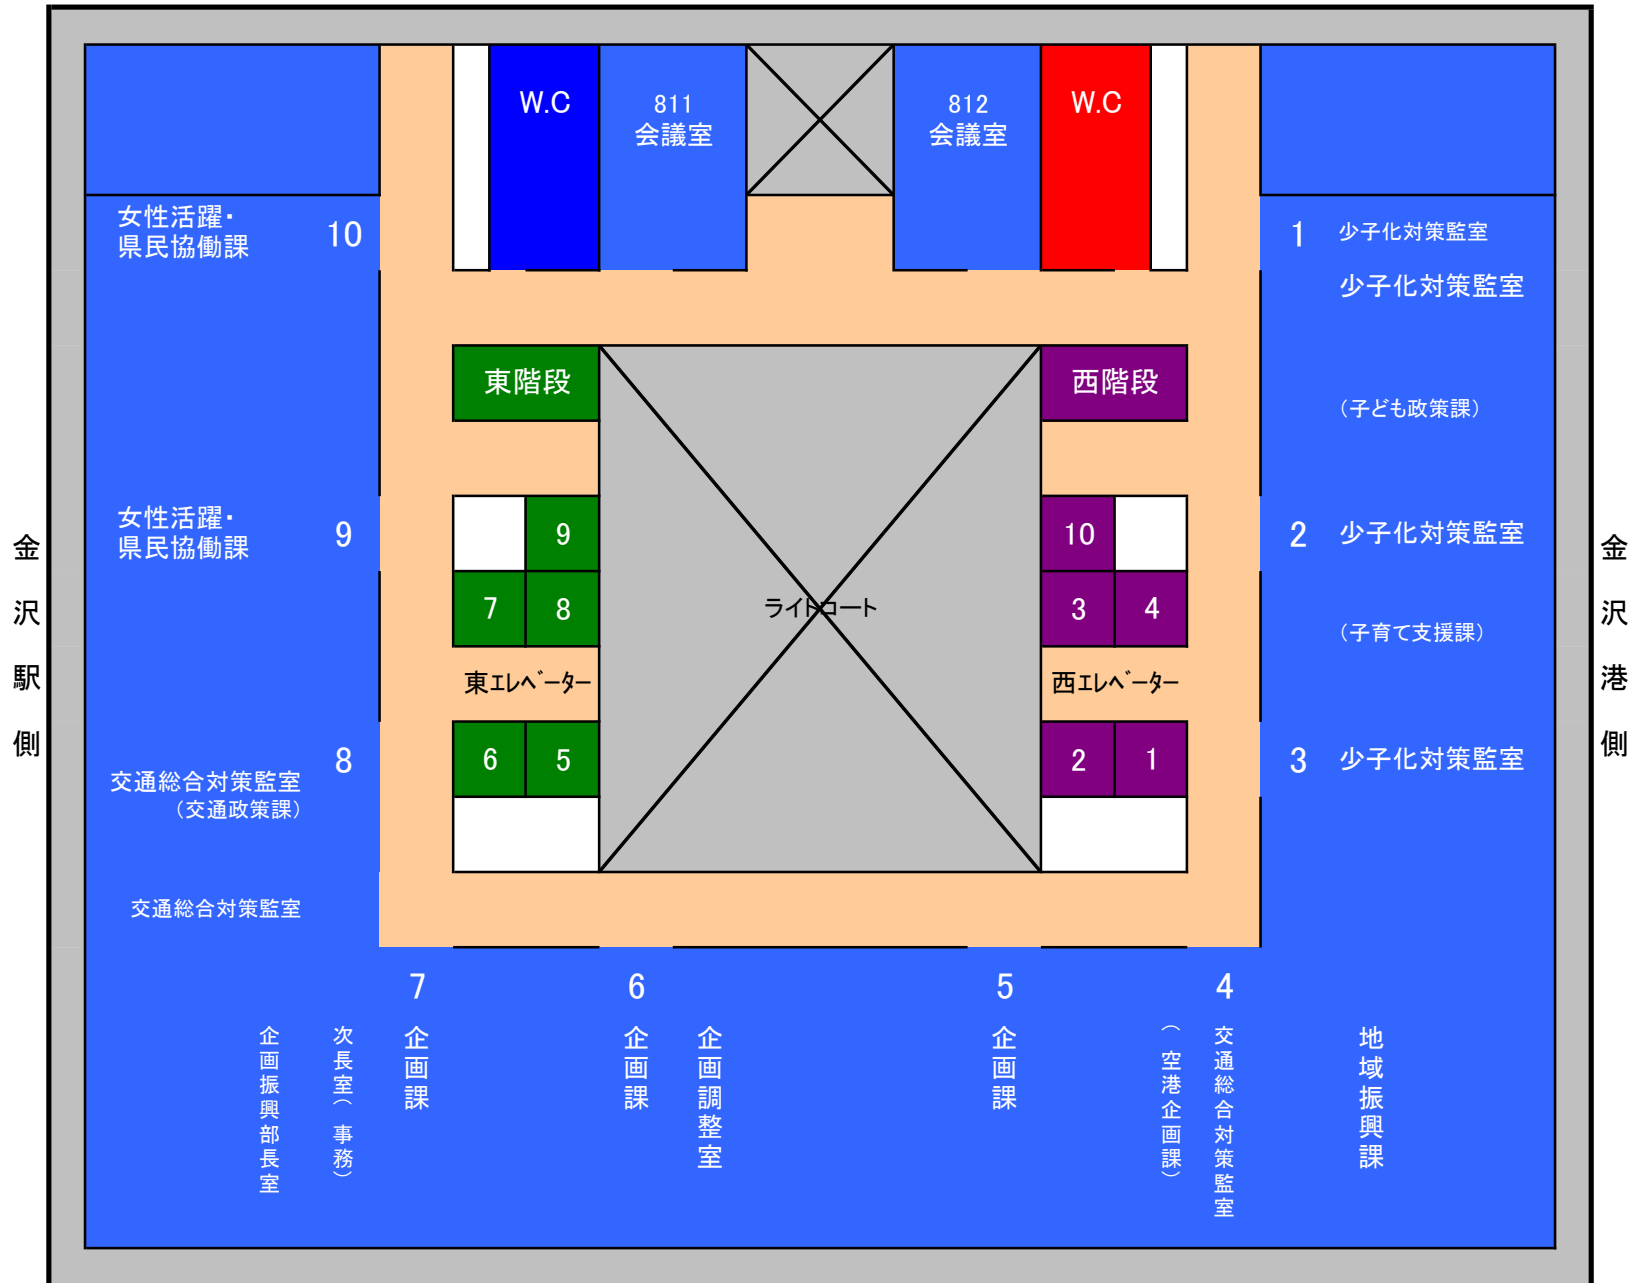 W.C
811
会議室
812
会議室
W.C
女性活躍・
県民協働課
10
1
少子化対策監室
少子化対策監室
東階段
西階段
(子ども政策課)
女性活躍・
県民協働課
9
9
10
2
少子化対策監室
金沢駅側
7
8
ライトコート
3
4
(子育て支援課)
金沢港側
東エレベーター
西エレベーター
8
交通総合対策監室
(交通政策課)
6
5
2
1
3
少子化対策監室
交通総合対策監室
7
6
5
4
企画振興部長室
次長室(事務)
企画課
企画課
企画調整室
企画課
(空港企画課)
交通総合対策監室
地域振興課